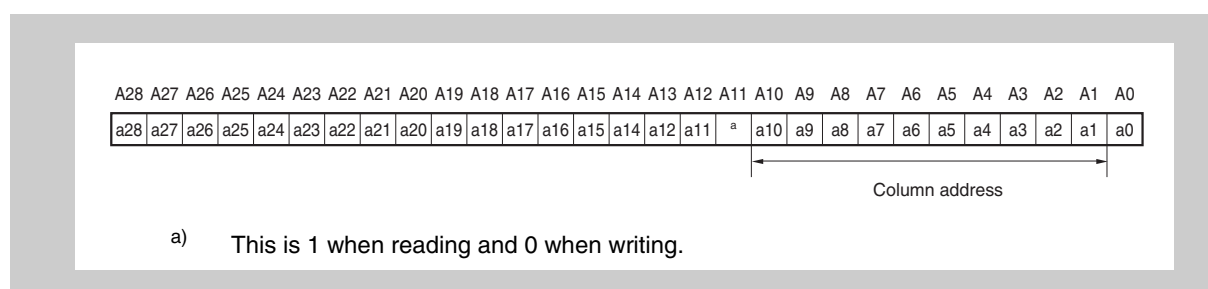 A28 A27 A26 A25 A24 A23 A22 A21 A20 A19 A18 A17 A16 A15 A14 A13 A12 A11 A10 A9 A8 A7 A6 A5 A4 A3 A2 A1 A0
a28 a27 a26 a25 a24 a23 a22 a21 a20 a19 a18 a17 a16 a15 a14 a12 a11 a a10 a9 a8 a7 a6 a5 a4 a3 a2 a1 a0
Column address
a) This is 1 when reading and 0 when writing.